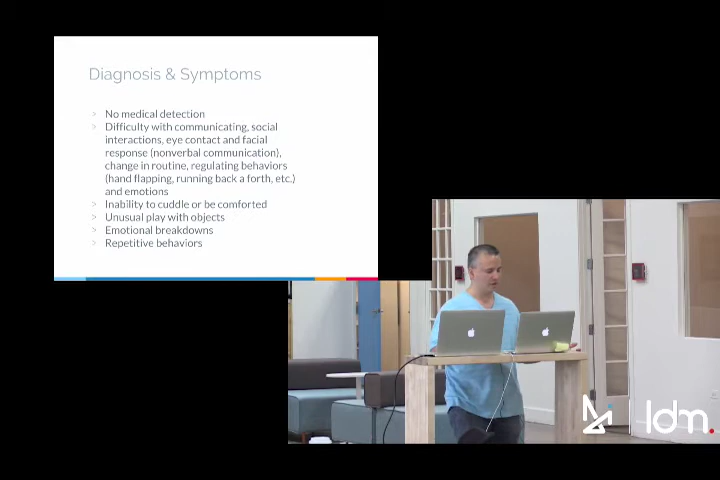 Diagnosis & Symptoms
> No medical detection
> Difficulty with communicating, social
interactions, eye contact and facial
response (nonverbal communication),
change in routine, regulating behaviors
(hand flapping, running back a forth, etc.)
and emotions
> Inability to cuddle or be comforted
> Unusual play with objects
> Emotional breakdowns
> Repetitive behaviors
ldm.